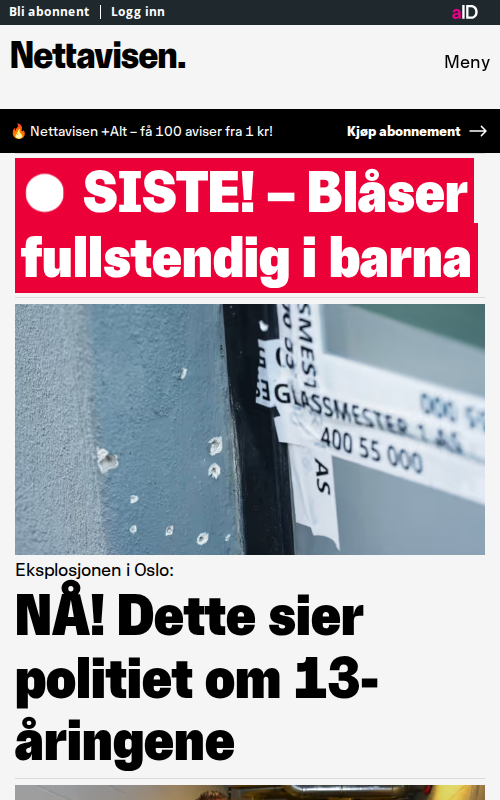 Bli abonnent | Logg inn
aID
Nettavisen.
Meny
🔥 Nettavisen +Alt – få 100 aviser fra 1 kr!
Kjøp abonnement →
SISTE! – Blåser
fullstendig i barna
GLASSMESTER 1 AS
400 55 000
AS
Eksplosjonen i Oslo:
NÅ! Dette sier
politiet om 13-
åringene